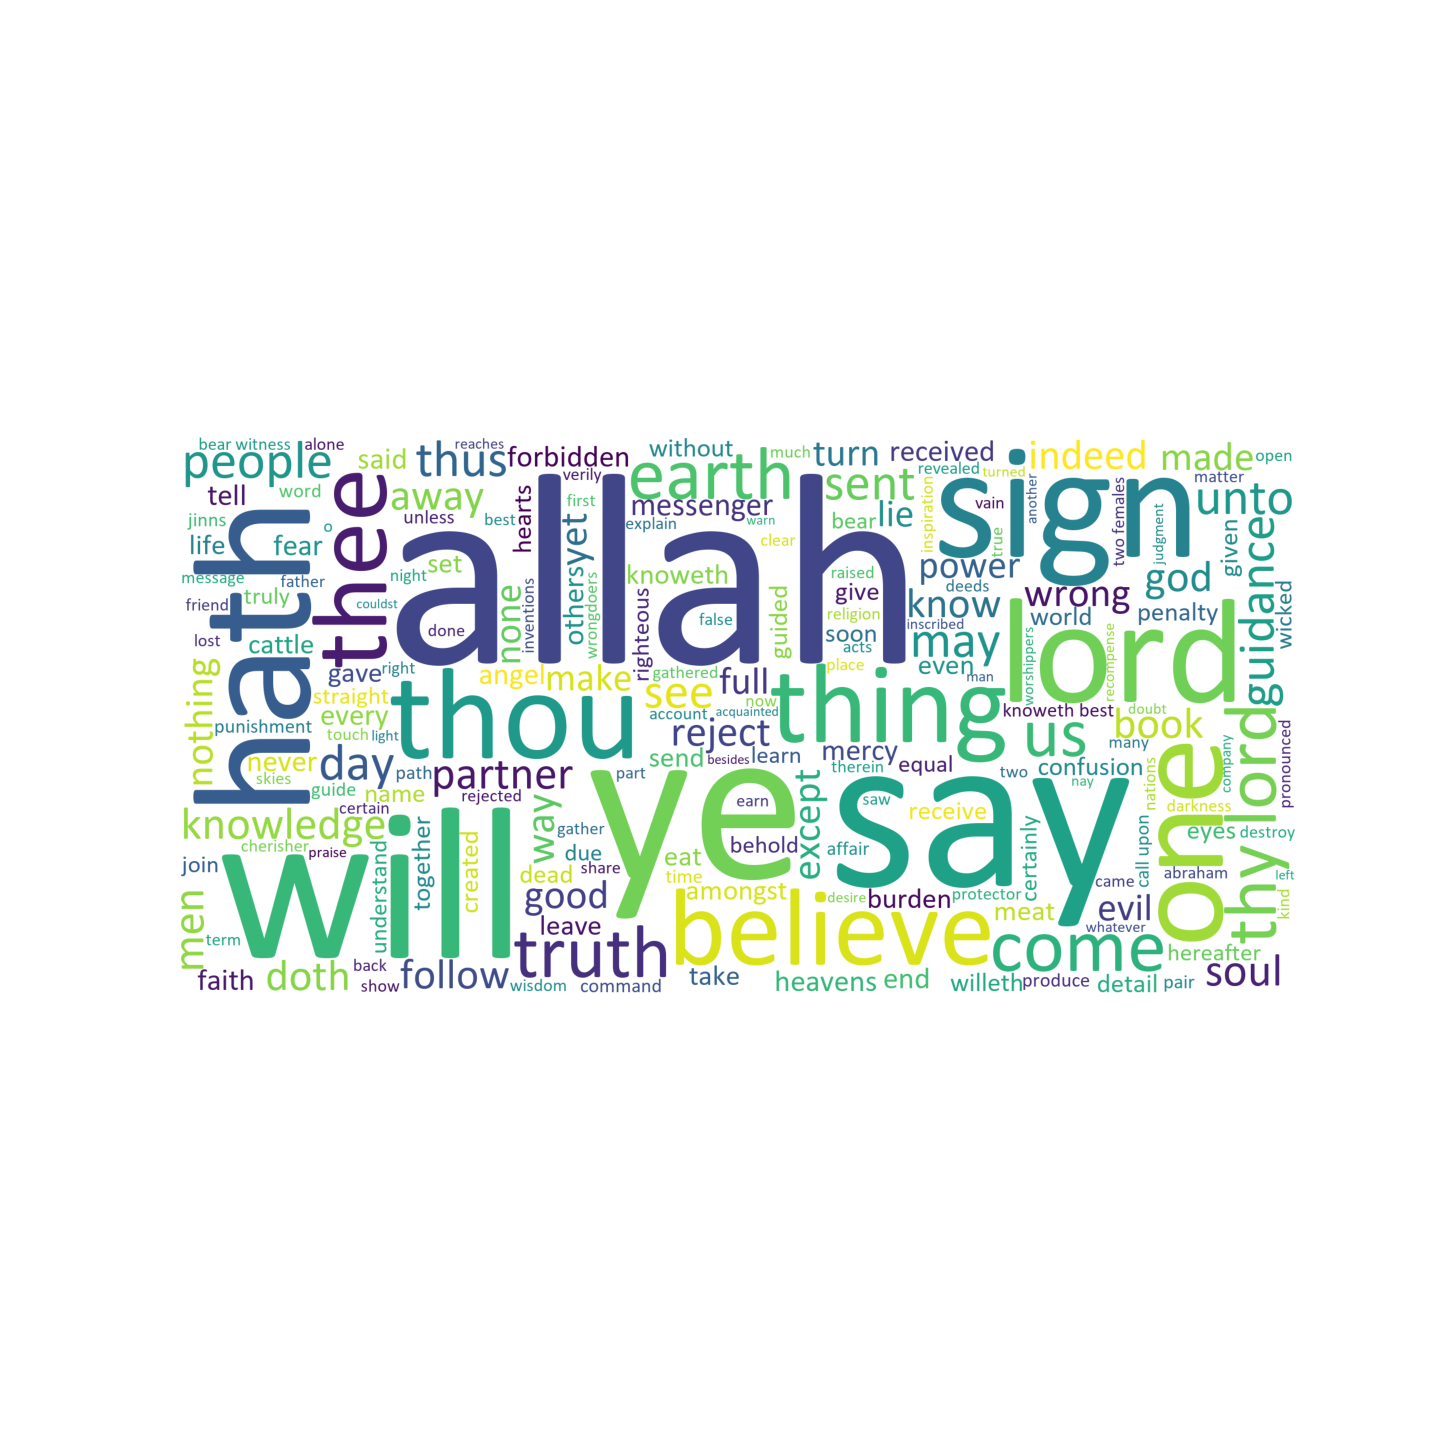 bear witness
alone
reaches
people
said
thus
forbidden
verily
without
earth
much
turn
received
revealed
turned
indeed
made
open
tell
word
away
first
messenger
sent
sign
matter
unto
jinns
o
unless
best
hearts
yet
explain
warn
clear
bear
lie
inspiration
vain
true
another
two females
judgment
given
life
fear
thee
hath
allah
set
night
knoweth
raised
power
deeds
god
guidance
wicked
message
father
truly
couldst
friend
lost
cattle
done
none
inventions
others
wrongdoers
righteous
false
guided
give
religion
soon
acts
know
inscribed
may
wrong
world
penalty
lord
nothing
gave
right
straight
angel
make
gathered
see
full
now
place
even
man
worshippers
recompense
punishment
every
touch
light
thou
account
acquainted
thing
knoweth best
doubt
book
never
skies
day
path
partner
reject
send
besides
learn
mercy
therein
equal
us
many
two
confusion
company
pronounced
guide
name
certain
rejected
part
ye
earn
except
say
saw
receive
nay
nations
darkness
one
thy lord
knowledge
cherisher
praise
together
created
way
gather
due
share
behold
affair
certainly
call upon
eyes
destroy
join
will
understand
dead
eat
time
amongst
desire
burden
protector
came
abraham
left
men
term
good
leave
believe
meat
evil
whatever
kind
faith
doth
back
show
follow
wisdom
truth
command
take
heavens
end
come
willeth
produce
detail
pair
hereafter
soul